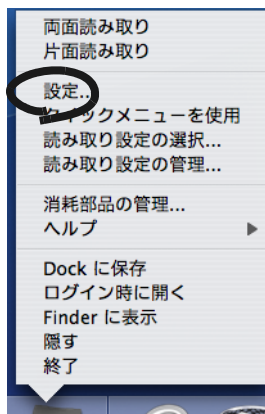 両面読み取り
片面読み取り
設定...
クイックメニューを使用
読み取り設定の選択...
読み取り設定の管理...
消耗部品の管理...
ヘルプ
Dock に保存
ログイン時に開く
Finder に表示
隠す
終了